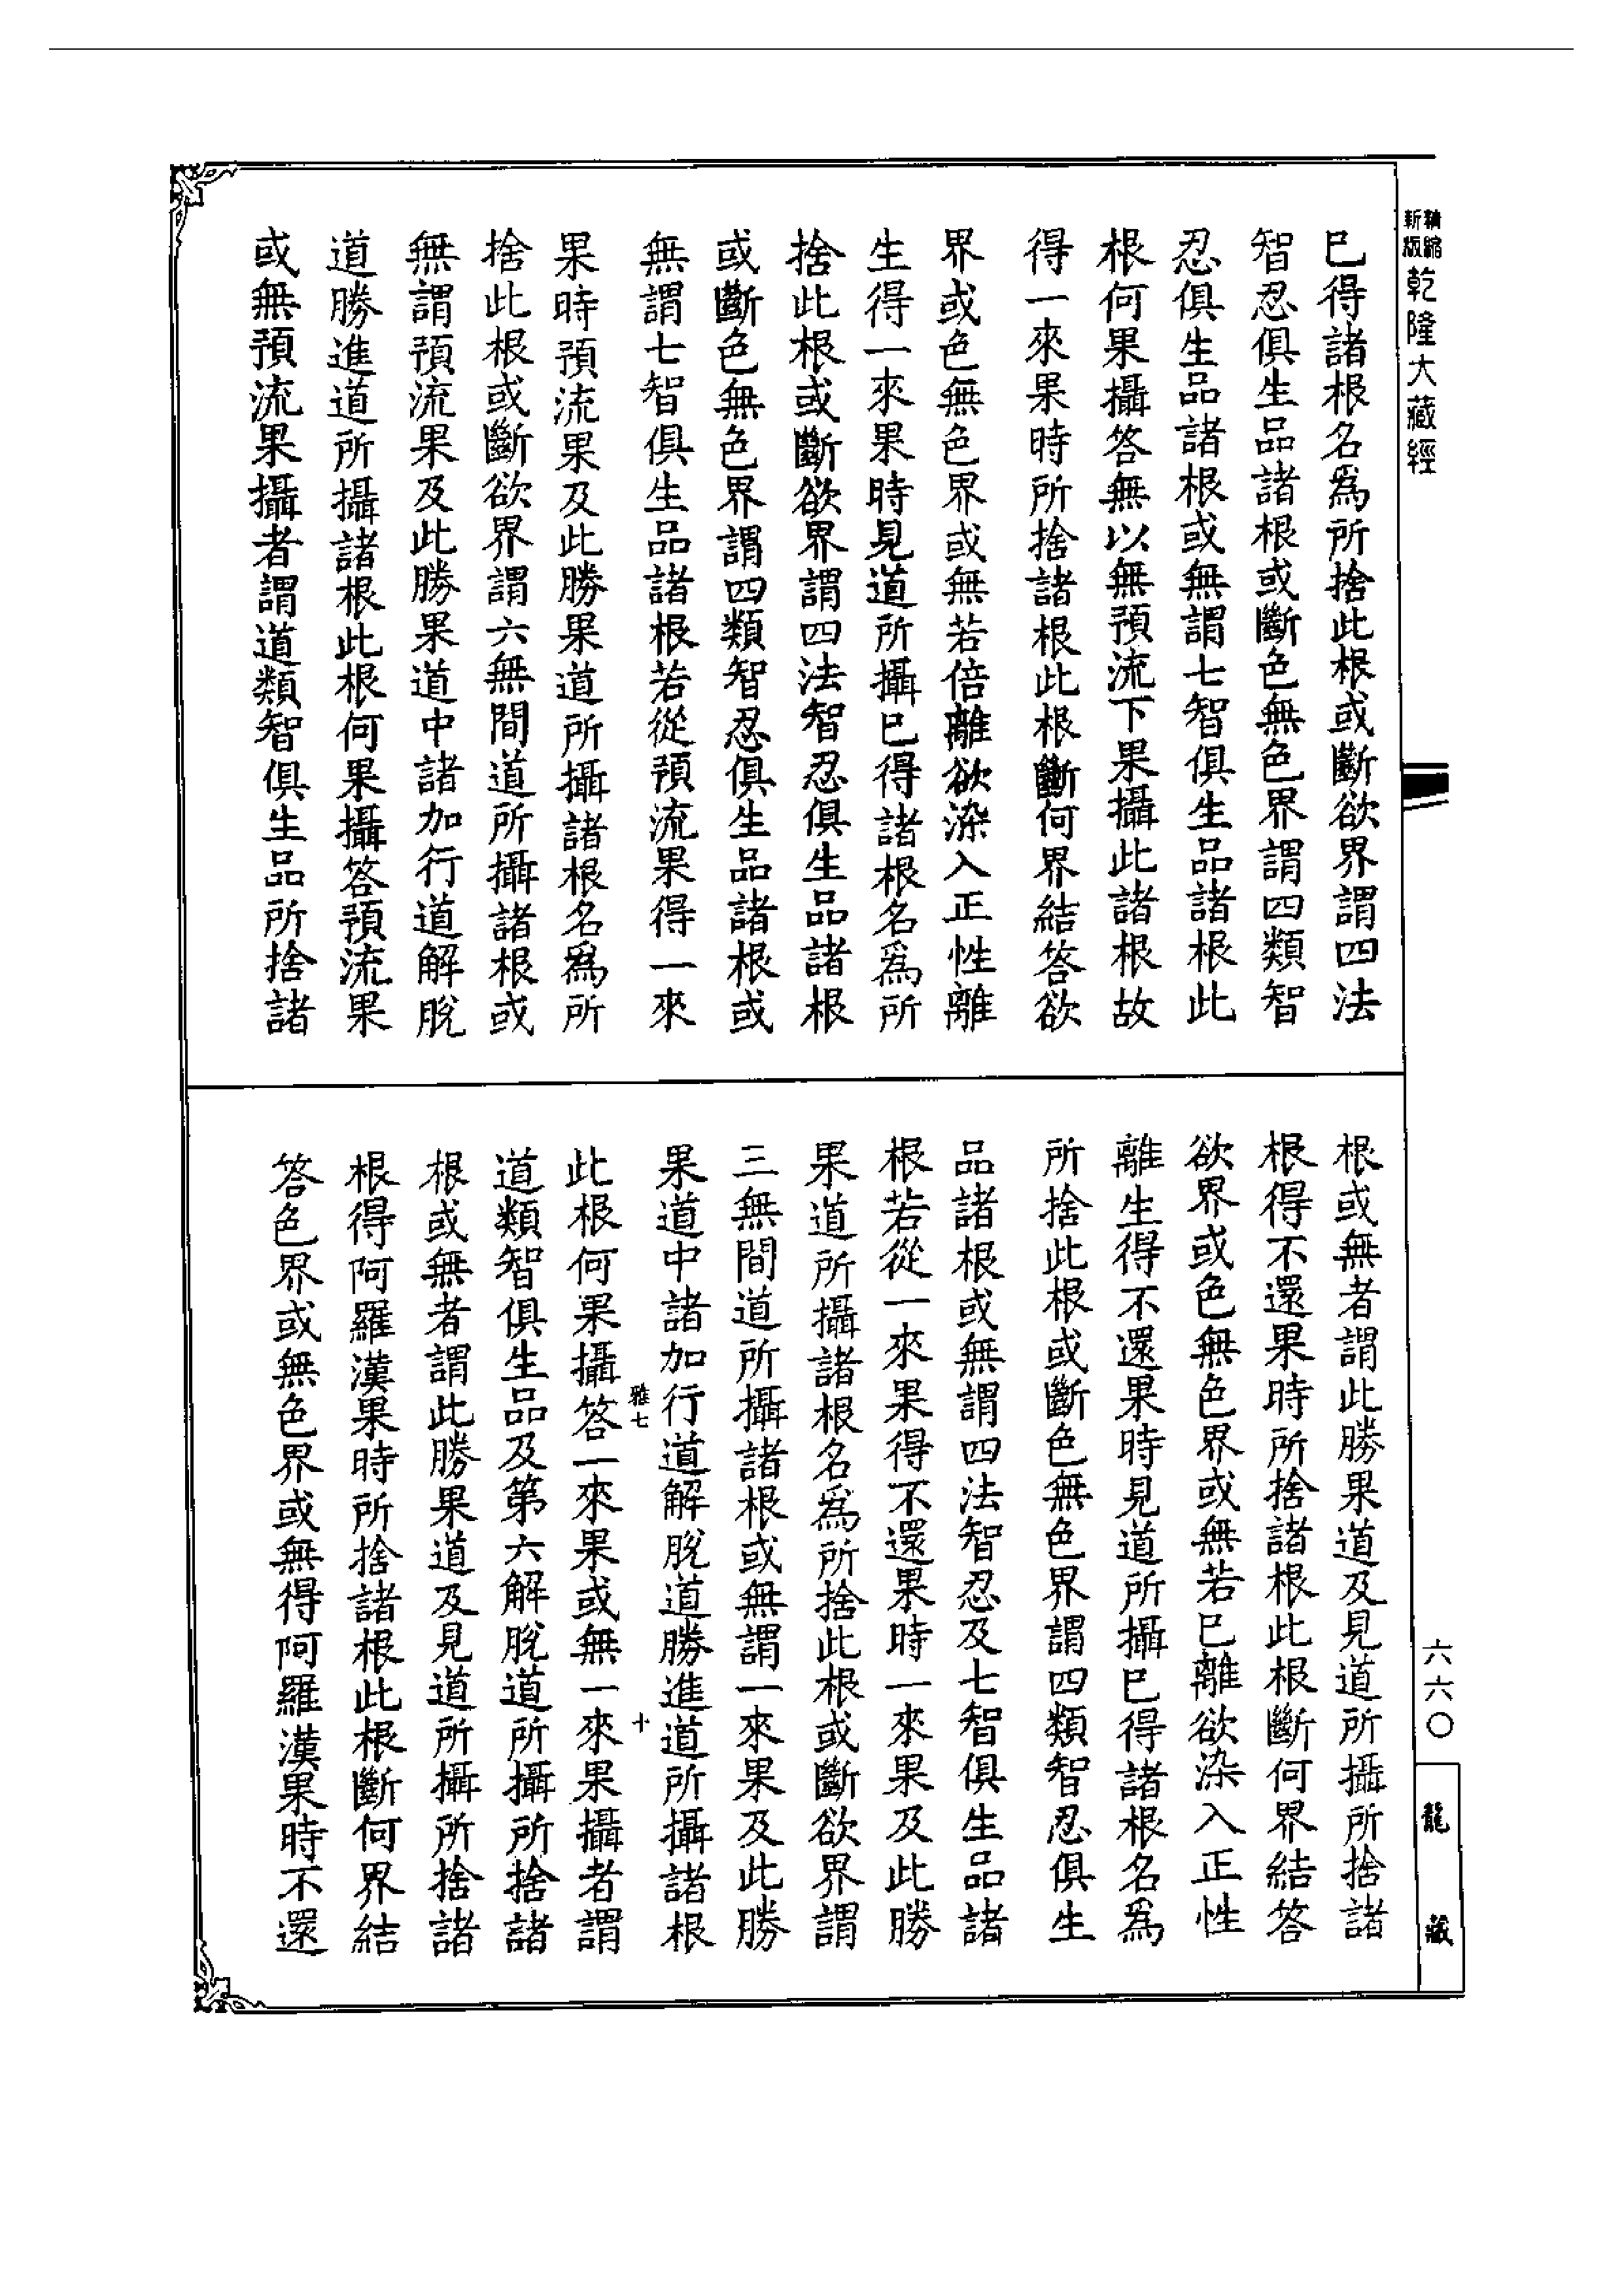 精縮
新版
乾隆大藏經
已得諸根名爲所捨此根或斷欲界謂四法
智忍俱生品諸根或斷色無色界謂四類智
忍俱生品諸根或無謂七智俱生品諸根此
根何果攝答無以無預流下果攝此諸根故
得一來果時所捨諸根此根斷何界結答欲
界或色無色界或無若倍離欲染入正性離
生得一來果時見道所攝已得諸根名爲所
捨此根或斷欲界謂四法智忍俱生品諸根
或斷色無色界謂四類智忍俱生品諸根或
無謂七智俱生品諸根若從預流果得一來
果時預流果及此勝果道所攝諸根名爲所
捨此根或斷欲界謂六無間道所攝諸根或
無謂預流果及此勝果道中諸加行道解脫
道勝進道所攝諸根此根何果攝答預流果
或無預流果攝者謂道類智俱生品所捨諸
根或無者謂此勝果道及見道所攝所捨諸
根得不還果時所捨諸根此根斷何界結答
欲界或色無色界或無若已離欲染入正性
離生得不還果時見道所攝已得諸根名爲
所捨此根或斷色無色界謂四類智忍俱生
品諸根或無謂四法智忍及七智俱生品諸
根若從一來果得不還果時一來果及此勝
果道所攝諸根名爲所捨此根或斷欲界謂
三無間道所攝諸根或無謂一來果及此勝
果道中諸加行道解脫道勝進道所攝諸根
雅七
十
此根何果攝答一來果或無一來果攝者謂
道類智俱生品及第六解脫道所攝所捨諸
根或無者謂此勝果道及見道所攝所捨諸
根得阿羅漢果時所捨諸根此根斷何界結
答色界或無色界或無得阿羅漢果時不還
六六〇
龍藏